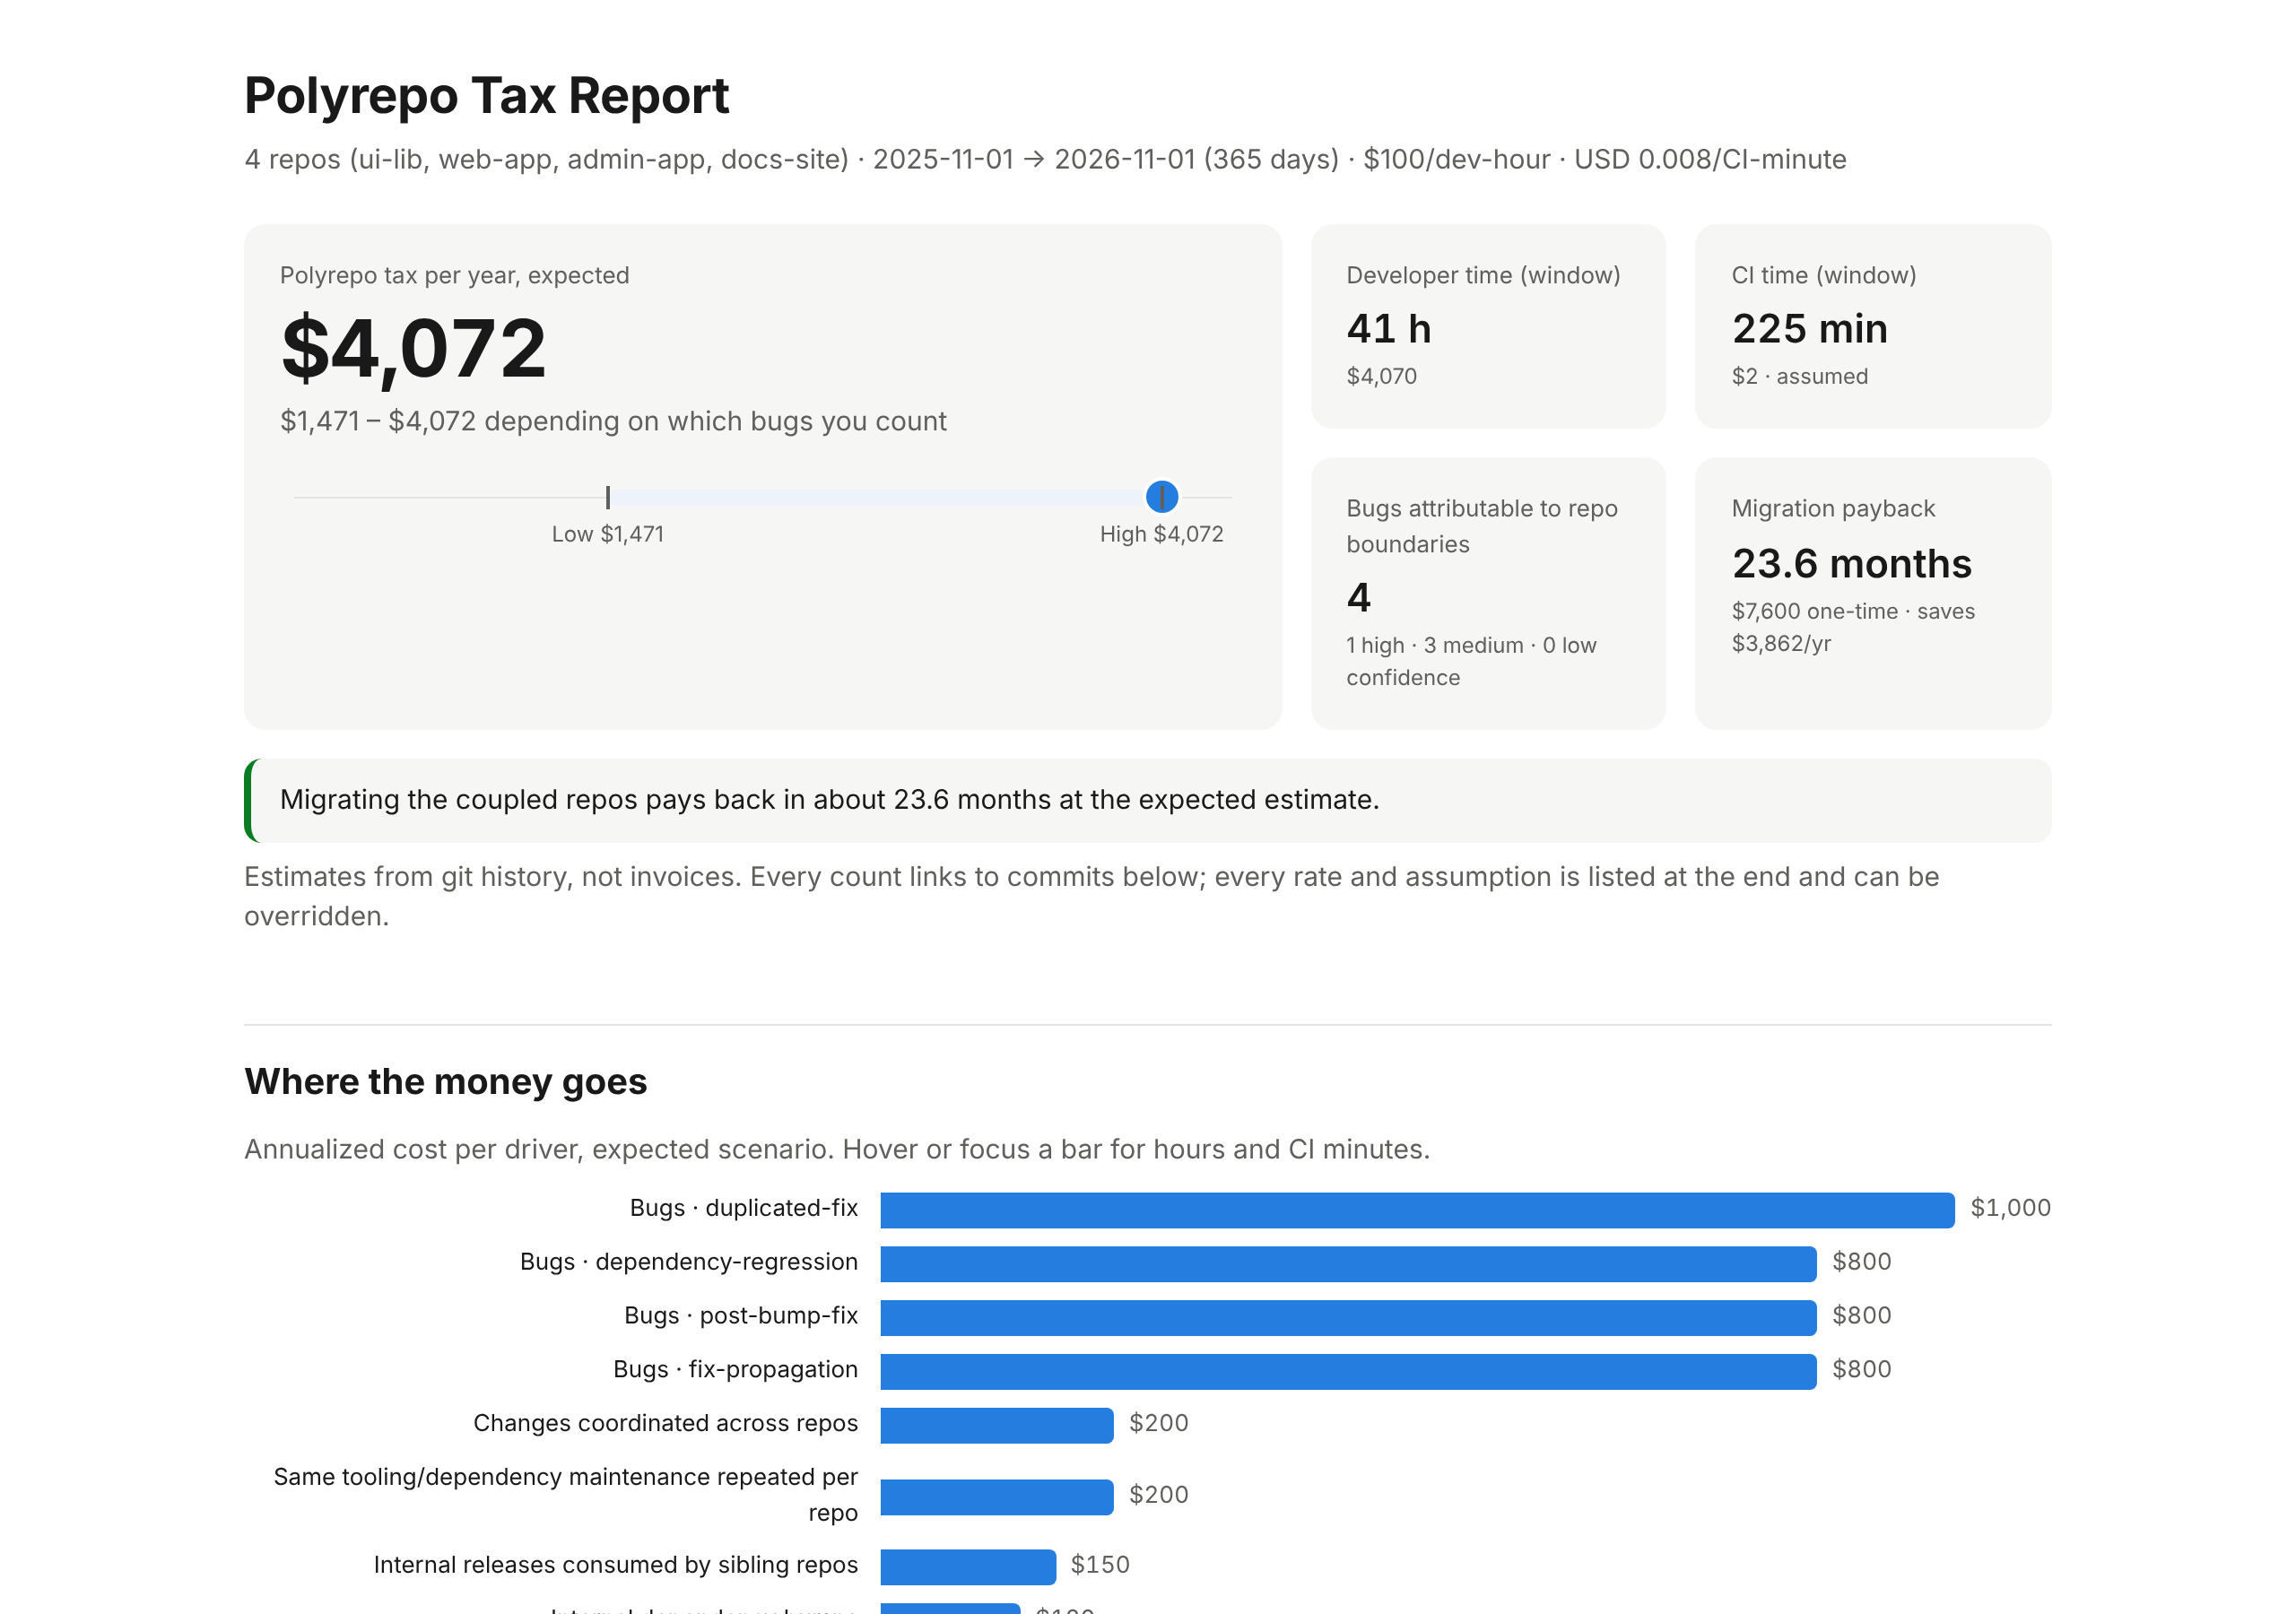 Polyrepo Tax Report
4 repos (ui-lib, web-app, admin-app, docs-site) · 2025-11-01 → 2026-11-01 (365 days) · $100/dev-hour · USD 0.008/CI-minute
Polyrepo tax per year, expected
$4,072
$1,471 – $4,072 depending on which bugs you count
Low $1,471
High $4,072
Developer time (window)
41 h
$4,070
CI time (window)
225 min
$2 · assumed
Bugs attributable to repo
boundaries
4
1 high · 3 medium · 0 low
confidence
Migration payback
23.6 months
$7,600 one-time · saves
$3,862/yr
Migrating the coupled repos pays back in about 23.6 months at the expected estimate.
Estimates from git history, not invoices. Every count links to commits below; every rate and assumption is listed at the end and can be
overridden.
Where the money goes
Annualized cost per driver, expected scenario. Hover or focus a bar for hours and CI minutes.
Bugs · duplicated-fix $1,000
Bugs · dependency-regression $800
Bugs · post-bump-fix $800
Bugs · fix-propagation $800
Changes coordinated across repos $200
Same tooling/dependency maintenance repeated per
repo $200
Internal releases consumed by sibling repos $150